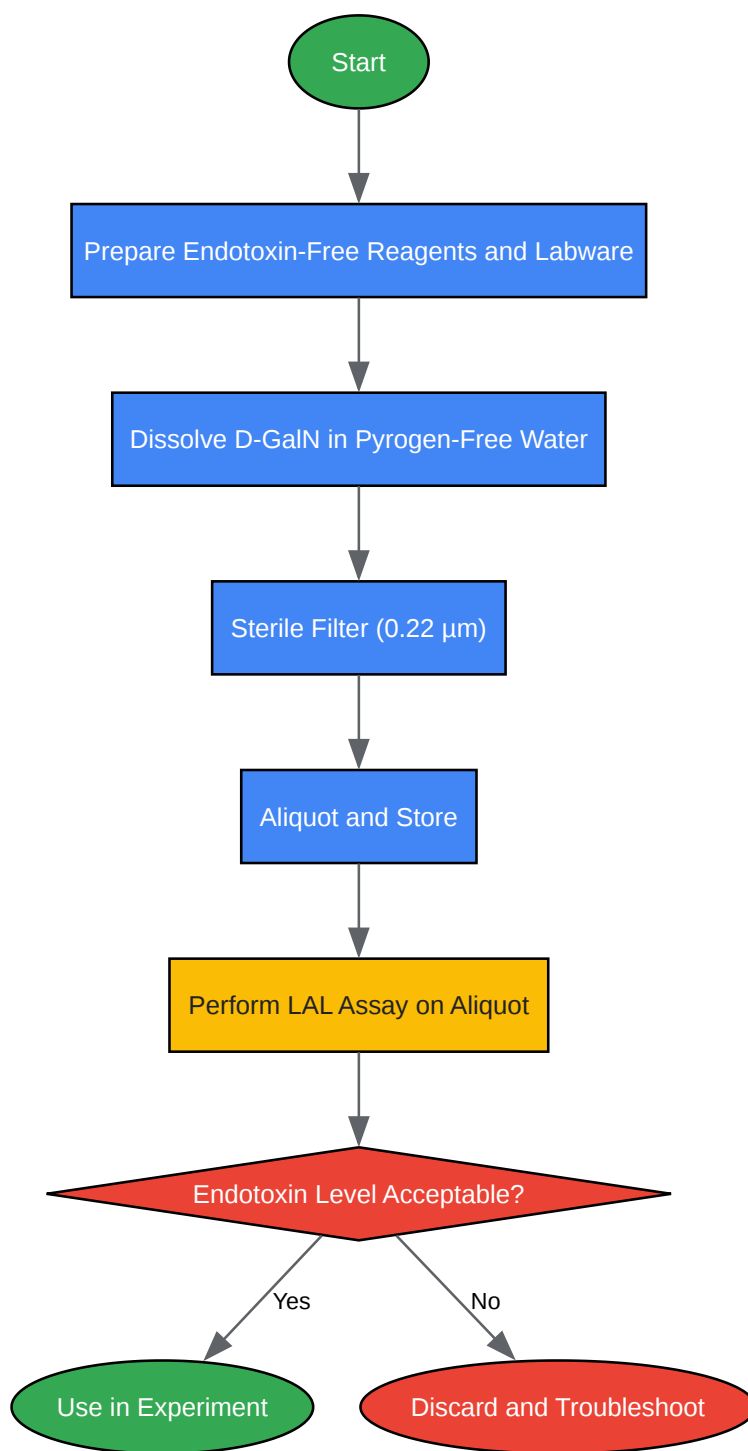 Start
Prepare Endotoxin-Free Reagents and Labware
Dissolve D-GalN in Pyrogen-Free Water
Sterile Filter (0.22 µm)
Aliquot and Store
Perform LAL Assay on Aliquot
Endotoxin Level Acceptable?
Yes
No
Use in Experiment
Discard and Troubleshoot